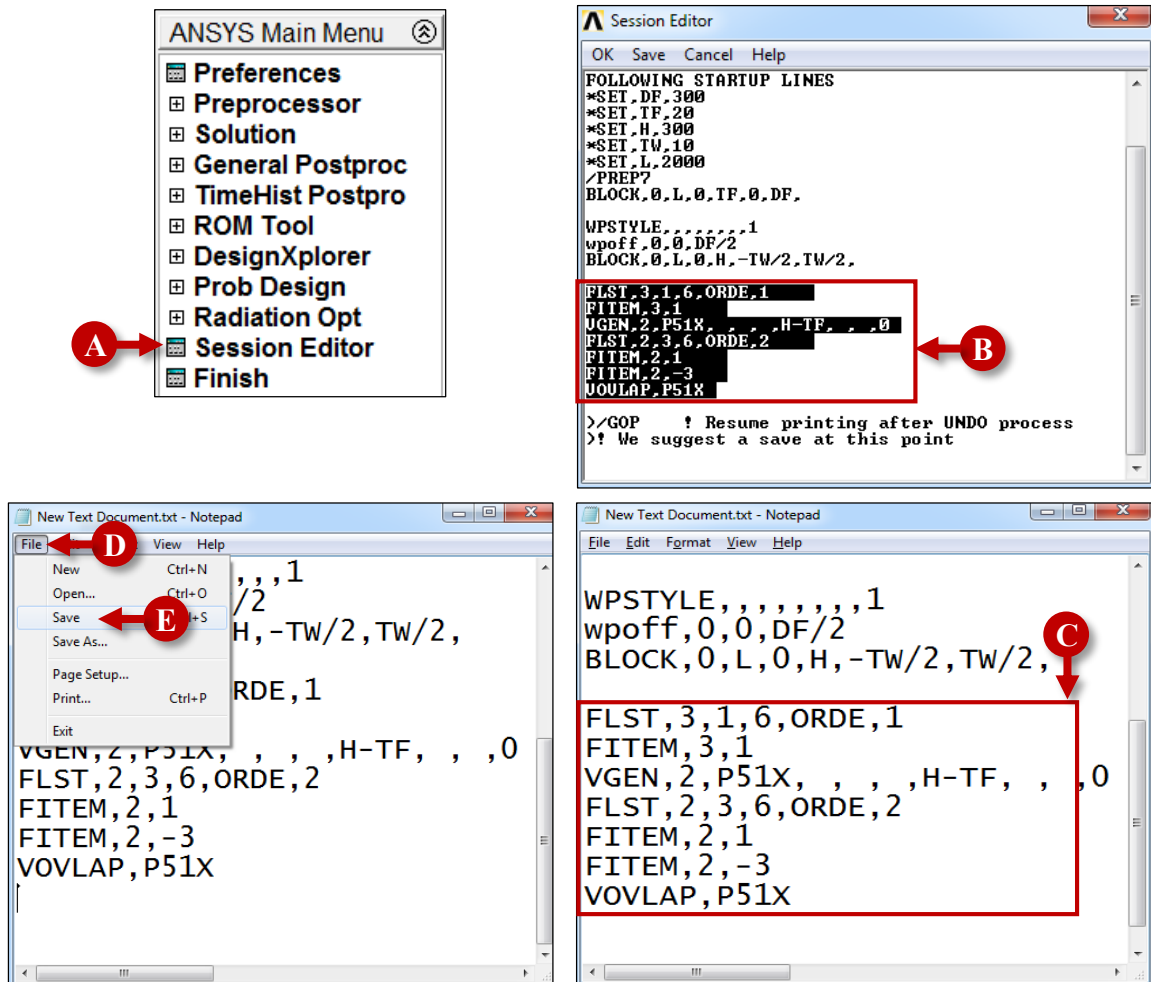 ANSYS Main Menu
Preferences
Preprocessor
Solution
General Postproc
TimeHist Postpro
ROM Tool
DesignXplorer
Prob Design
Radiation Opt
A
Session Editor
Finish
Session Editor
OK Save Cancel Help
FOLLOWING STARTUP LINES
*SET,DF,300
*SET,TF,20
*SET,H,300
*SET,TW,10
*SET,L,2000
/PREP7
BLOCK,0,L,0,TF,0,DF,
WPSTYLE,,,,,,,,1
wpoff,0,0,DF/2
BLOCK,0,L,0,H,-TW/2,TW/2,
FLST,3,1,6,ORDE,1
FITEM,3,1
VGEN,2,P51X, , , ,H-TF, , ,0
FLST,2,3,6,ORDE,2
FITEM,2,1
FITEM,2,-3
VOVLAP,P51X
B
>/GOP ! Resume printing after UNDO process
>! We suggest a save at this point
New Text Document.txt - Notepad
File D View Help
New Ctrl+N
Open... Ctrl+O
Save E +S
Save As...
Page Setup...
Print... Ctrl+P
Exit
,,,1
/2
H,-TW/2,TW/2,
RDE,1
VGEN,2,P51X, , , ,H-TF, , ,0
FLST,2,3,6,ORDE,2
FITEM,2,1
FITEM,2,-3
VOVLAP,P51X
New Text Document.txt - Notepad
File Edit Format View Help
WPSTYLE,,,,,,,,1
wpoff,0,0,DF/2
BLOCK,0,L,0,H,-TW/2,TW/2,
C
FLST,3,1,6,ORDE,1
FITEM,3,1
VGEN,2,P51X, , , ,H-TF, , ,0
FLST,2,3,6,ORDE,2
FITEM,2,1
FITEM,2,-3
VOVLAP,P51X